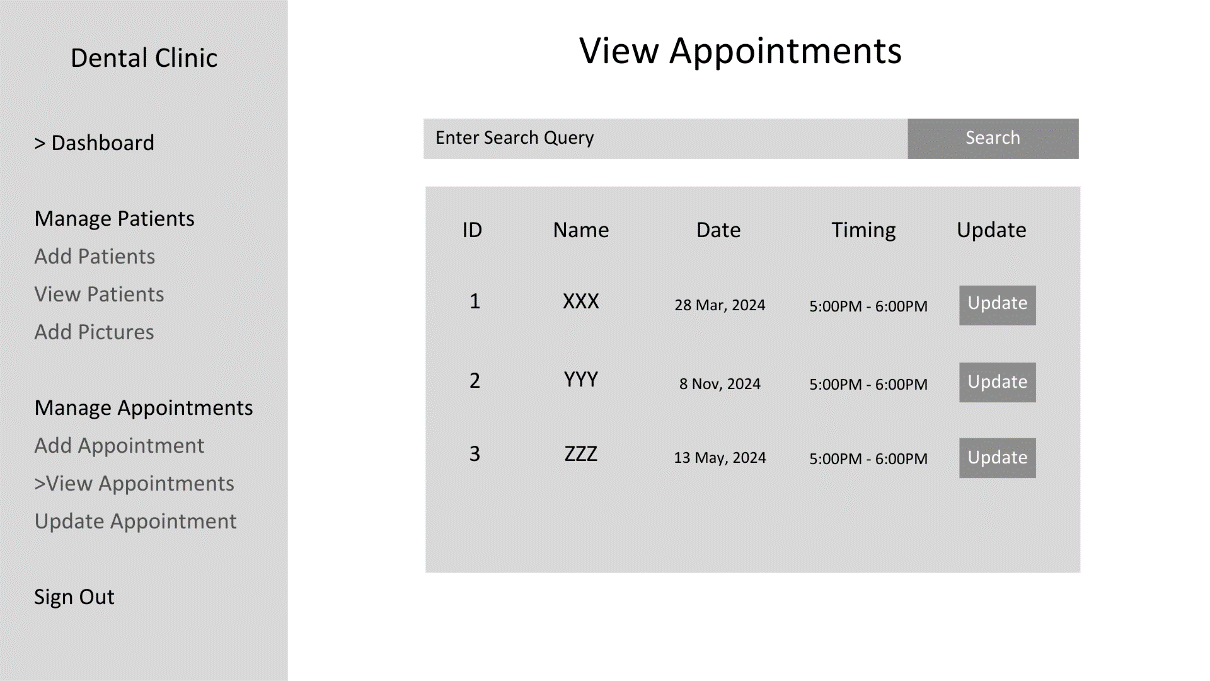 Dental Clinic
> Dashboard
Manage Patients
Add Patients
View Patients
Add Pictures
Manage Appointments
Add Appointment
>View Appointments
Update Appointment
Sign Out
View Appointments
Enter Search Query Search
ID Name Date Timing Update
1 XXX 28 Mar, 2024 5:00PM - 6:00PM Update
2 YYY 8 Nov, 2024 5:00PM - 6:00PM Update
3 ZZZ 13 May, 2024 5:00PM - 6:00PM Update